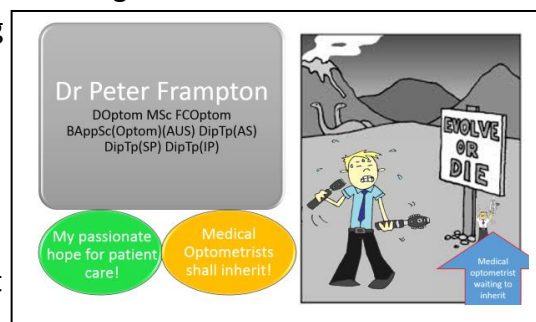 g
Dr Peter Frampton
DOptom MSc FCOptom
BAppSc(Optom)(AUS) DipTp(AS)
DipTp(SP) DipTp(IP)
My passionate
hope for patient
care!
Medical
Optometrists
shall inherit!
EVOLVE
OR
DIE
Medical
optometrist
waiting to
inherit
t